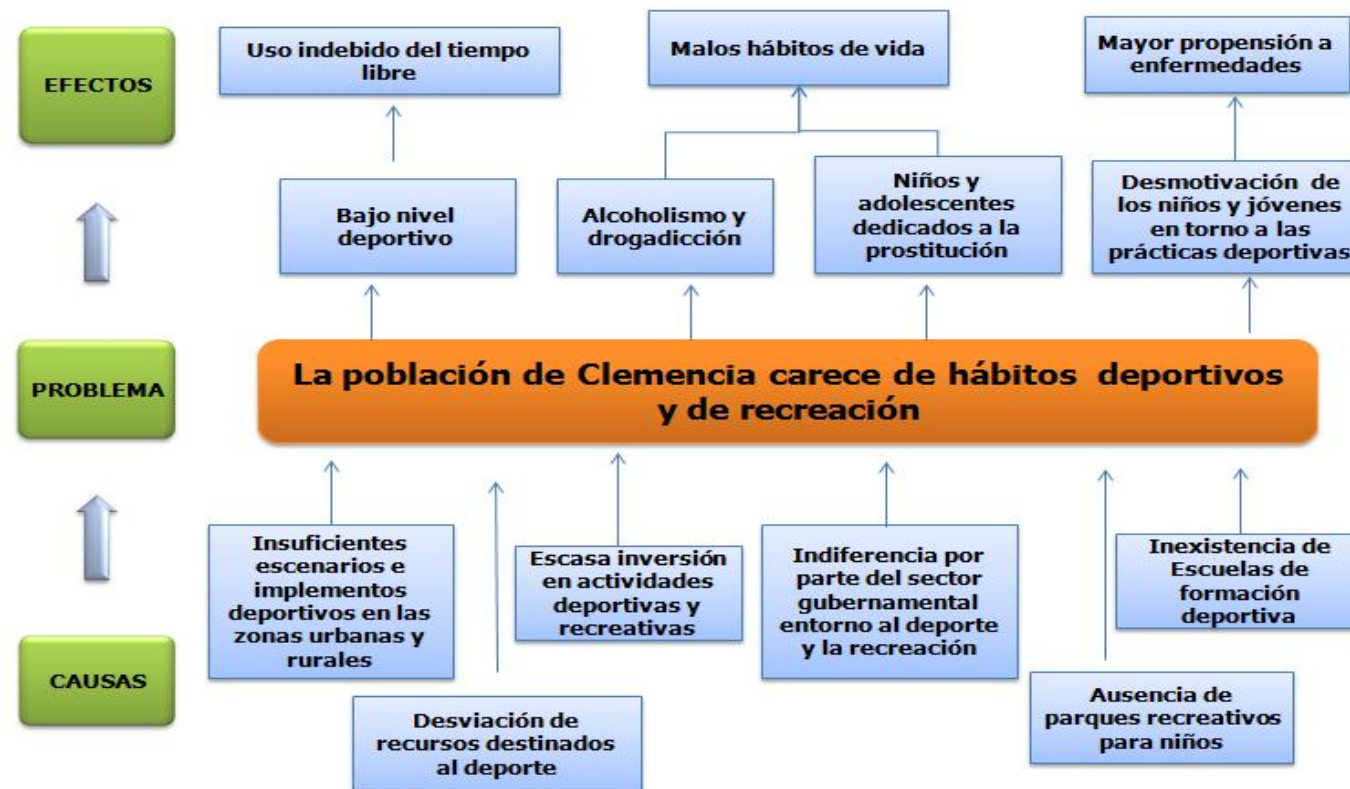 EFECTOS
Uso indebido del tiempo
libre
Malos hábitos de vida
Mayor propensión a
enfermedades
Bajo nivel
deportivo
Alcoholismo y
drogadicción
Niños y
adolescentes
dedicados a la
prostitución
Desmotivación de
los niños y jóvenes
en torno a las
prácticas deportivas
PROBLEMA
La población de Clemencia carece de hábitos deportivos
y de recreación
CAUSAS
Insuficientes
escenarios e
implementos
deportivos en las
zonas urbanas y
rurales
Desviación de
recursos destinados
al deporte
Escasa inversión
en actividades
deportivas y
recreativas
Indiferencia por
parte del sector
gubernamental
entorno al deporte
y la recreación
Ausencia de
parques recreativos
para niños
Inexistencia de
Escuelas de
formación
deportiva